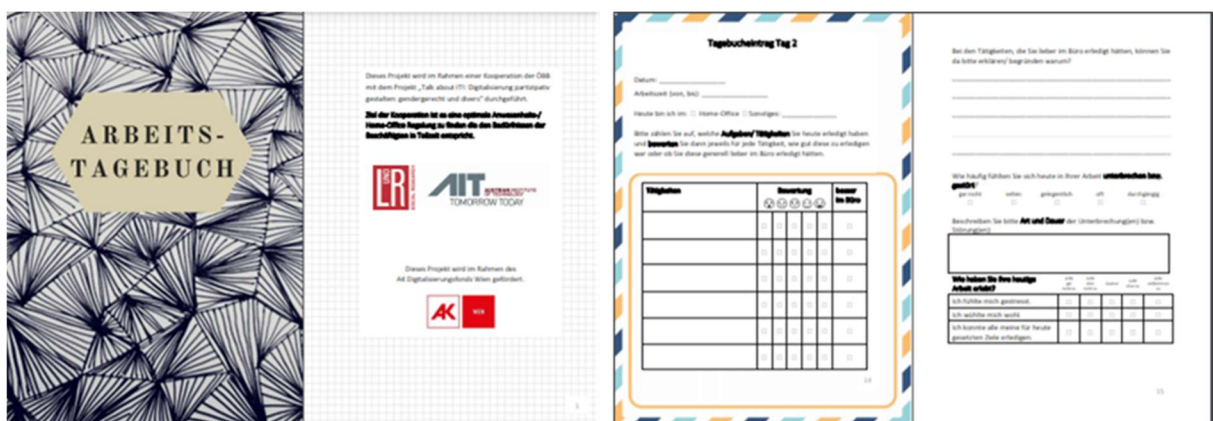 ARBEITS-
TAGEBUCH
Dieses Projekt wird im Rahmen einer Kooperation der ÖBB
mit dem Projekt „Talk about IT!: Digitalisierung partizipativ
gestalten: gendergerecht und divers" durchgeführt.
Ziel der Kooperation ist es eine optimale Anwesenheits-/
Home-Office Regelung zu finden die den Bedürfnissen der
Beschäftigten in Teilzeit entspricht.
L UND R
SOCIAL RESEARCH
AIT
AUSTRIAN INSTITUTE
OF TECHNOLOGY
TOMORROW TODAY
Dieses Projekt wird im Rahmen des
AK Digitalisierungsfonds Wien gefördert.
AK WIEN
Tagebucheintrag Tag 2
Datum:
Arbeitszeit (von, bis):
Heute bin ich im: □ Home-Office □ Sonstiges:
Bitte zählen Sie auf, welche Aufgaben/ Tätigkeiten Sie heute erledigt haben
und bewerten Sie dann jeweils für jede Tätigkeit, wie gut diese zu erledigen
war oder ob Sie diese generell lieber im Büro erledigt hätten.
Tätigkeiten Bewertung besser
im Büro
14
Bei den Tätigkeiten, die Sie lieber im Büro erledigt hätten, können Sie
da bitte erklären/ begründen warum?
Wie häufig fühlten Sie sich heute in Ihrer Arbeit unterbrochen bzw.
gestört?
gar nicht selten gelegentlich oft durchgängig
Beschreiben Sie bitte Art und Dauer der Unterbrechung(en) bzw.
Störung(en)
Wie haben Sie Ihre heutige
Arbeit erlebt?
Ich fühlte mich gestresst.
Ich wühlte mich wohl.
Ich konnte alle meine für heute
gesetzten Ziele erledigen.
15